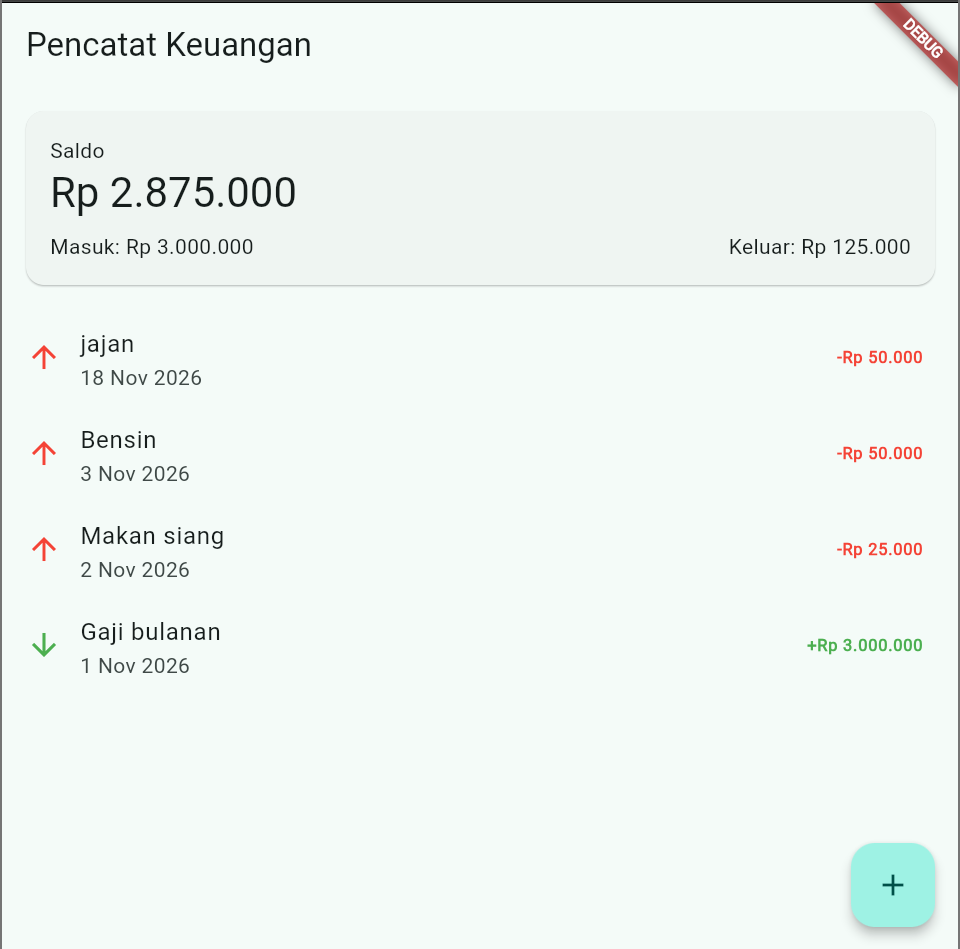 Pencatat Keuangan
DEBUG
Saldo
Rp 2.875.000
Masuk: Rp 3.000.000
Keluar: Rp 125.000
jajan
-Rp 50.000
18 Nov 2026
Bensin
-Rp 50.000
3 Nov 2026
Makan siang
-Rp 25.000
2 Nov 2026
Gaji bulanan
+Rp 3.000.000
1 Nov 2026